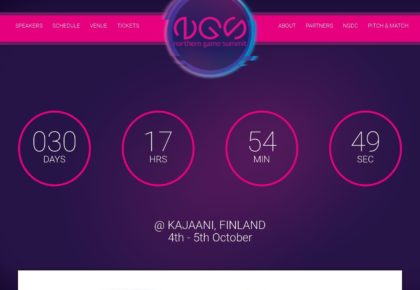 SPEAKERS SCHEDULE VENUE TICKETS
NGS
northern game summit
ABOUT PARTNERS NGDC PITCH & MATCH
030 17 54 49
DAYS HRS MIN SEC
@ KAJAANI, FINLAND
4th - 5th October